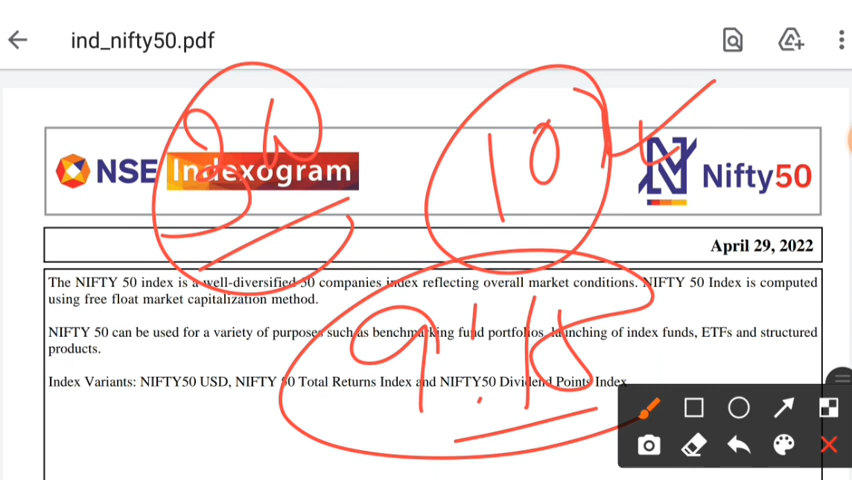 ind_nifty50.pdf
NSE Indexogram
Nifty50
10
April 29, 2022
The NIFTY 50 index is a well-diversified 50 companies index reflecting overall market conditions. NIFTY 50 Index is computed
using free float market capitalization method.
9:15
NIFTY 50 can be used for a variety of purposes such as benchmarking fund portfolios, launching of index funds, ETFs and structured
products.
Index Variants: NIFTY50 USD, NIFTY 50 Total Returns Index and NIFTY50 Dividend Points Index